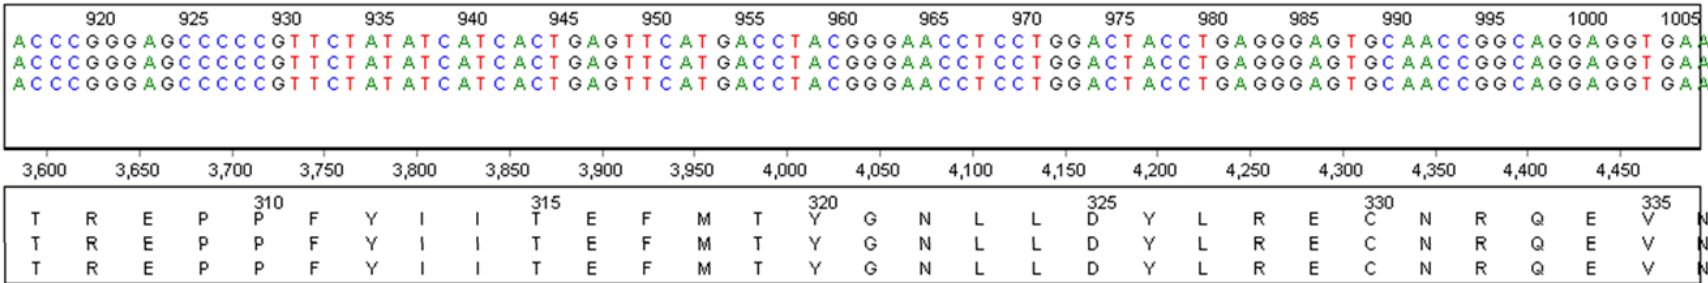 920 925 930 935 940 945 950 955 960 965 970 975 980 985 990 995 1000 1005
A C C C G G G A G C C C C C G T T C T A T A T C A T C A C T G A G T T C A T G A C C T A C G G G A A C C T C C T G G A C T A C C T G A G G G A G T G C A A C C G G C A G G A G G T G A A
A C C C G G G A G C C C C C G T T C T A T A T C A T C A C T G A G T T C A T G A C C T A C G G G A A C C T C C T G G A C T A C C T G A G G G A G T G C A A C C G G C A G G A G G T G A A
A C C C G G G A G C C C C C G T T C T A T A T C A T C A C T G A G T T C A T G A C C T A C G G G A A C C T C C T G G A C T A C C T G A G G G A G T G C A A C C G G C A G G A G G T G A A
3,600 3,650 3,700 3,750 3,800 3,850 3,900 3,950 4,000 4,050 4,100 4,150 4,200 4,250 4,300 4,350 4,400 4,450
310 315 320 325 330 335
T R E P P F Y I I T E F M T Y G N L L D Y L R E C N R Q E V N
T R E P P F Y I I T E F M T Y G N L L D Y L R E C N R Q E V N
T R E P P F Y I I T E F M T Y G N L L D Y L R E C N R Q E V N